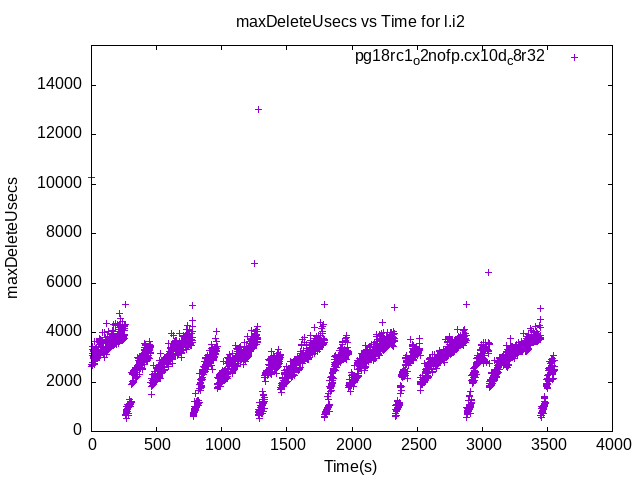 maxDeleteUsecs vs Time for l.i2
pg18rc1o2nofp.cx10dc8r32
14000
12000
10000
8000
6000
4000
2000
0
maxDeleteUsecs
0 500 1000 1500 2000 2500 3000 3500 4000
Time(s)